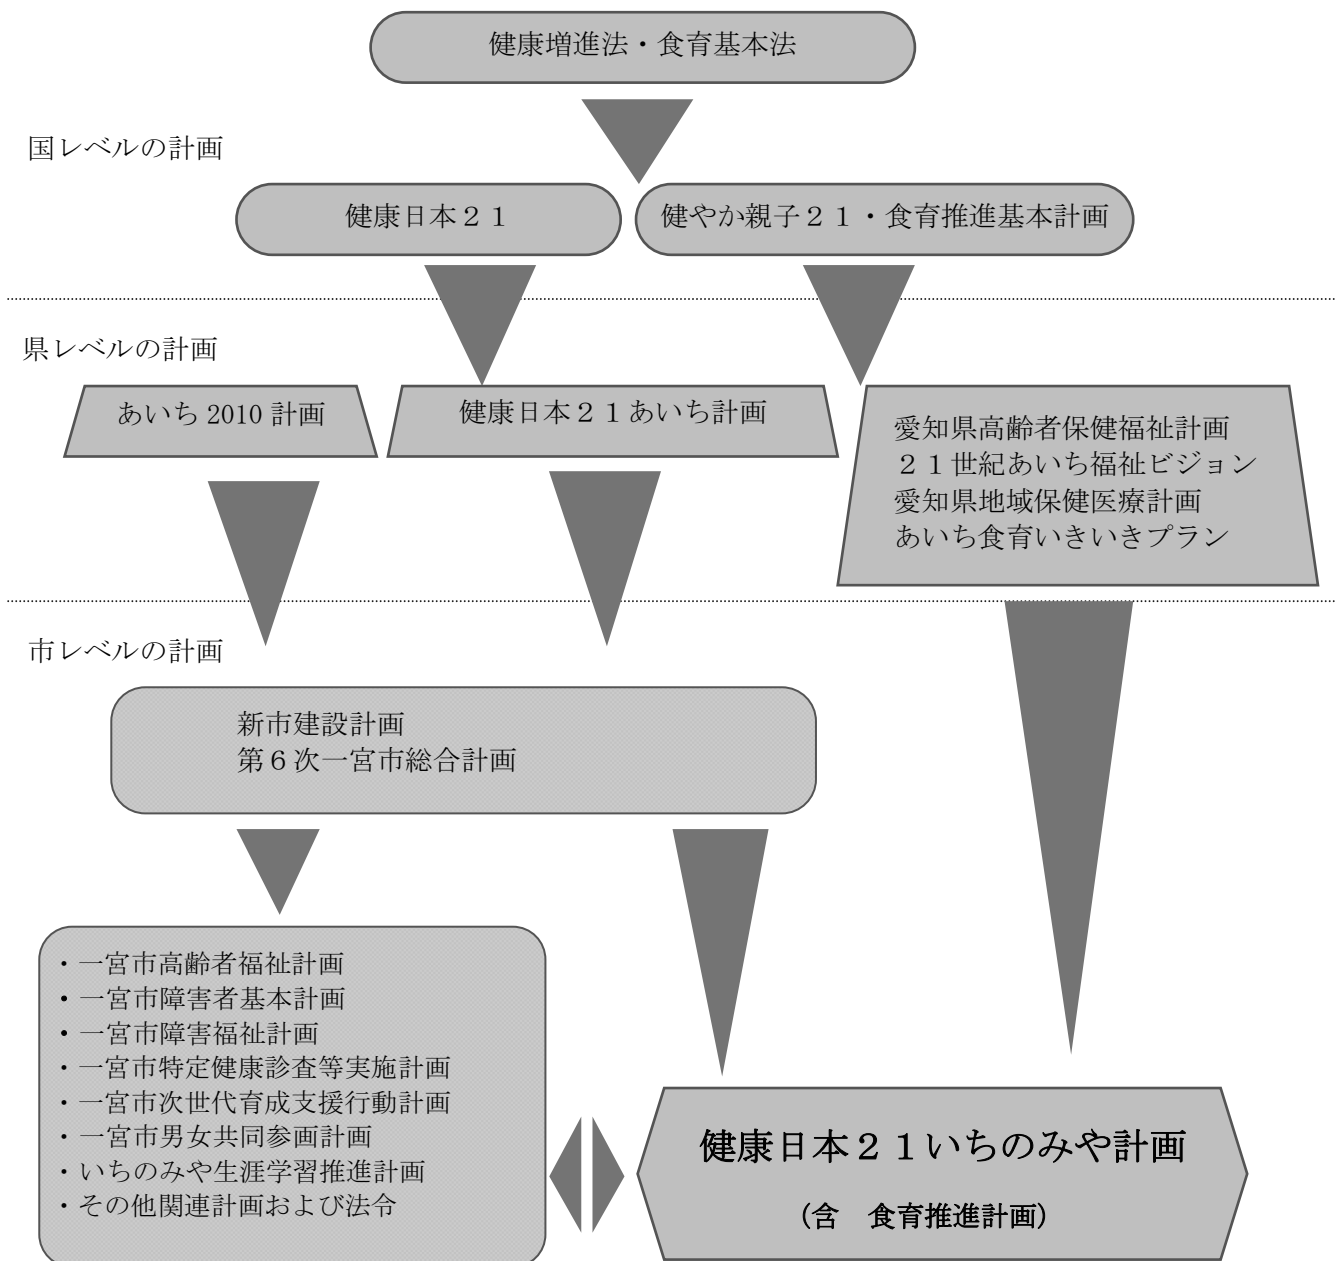 健康増進法・食育基本法
国レベルの計画
健康日本２１
健やか親子２１・食育推進基本計画
県レベルの計画
あいち 2010 計画
健康日本２１あいち計画
愛知県高齢者保健福祉計画
２１世紀あいち福祉ビジョン
愛知県地域保健医療計画
あいち食育いきいきプラン
市レベルの計画
新市建設計画
第６次一宮市総合計画
・一宮市高齢者福祉計画
・一宮市障害者基本計画
・一宮市障害福祉計画
・一宮市特定健康診査等実施計画
・一宮市次世代育成支援行動計画
・一宮市男女共同参画計画
・いちのみや生涯学習推進計画
・その他関連計画および法令
健康日本２１いちのみや計画
（含　食育推進計画）